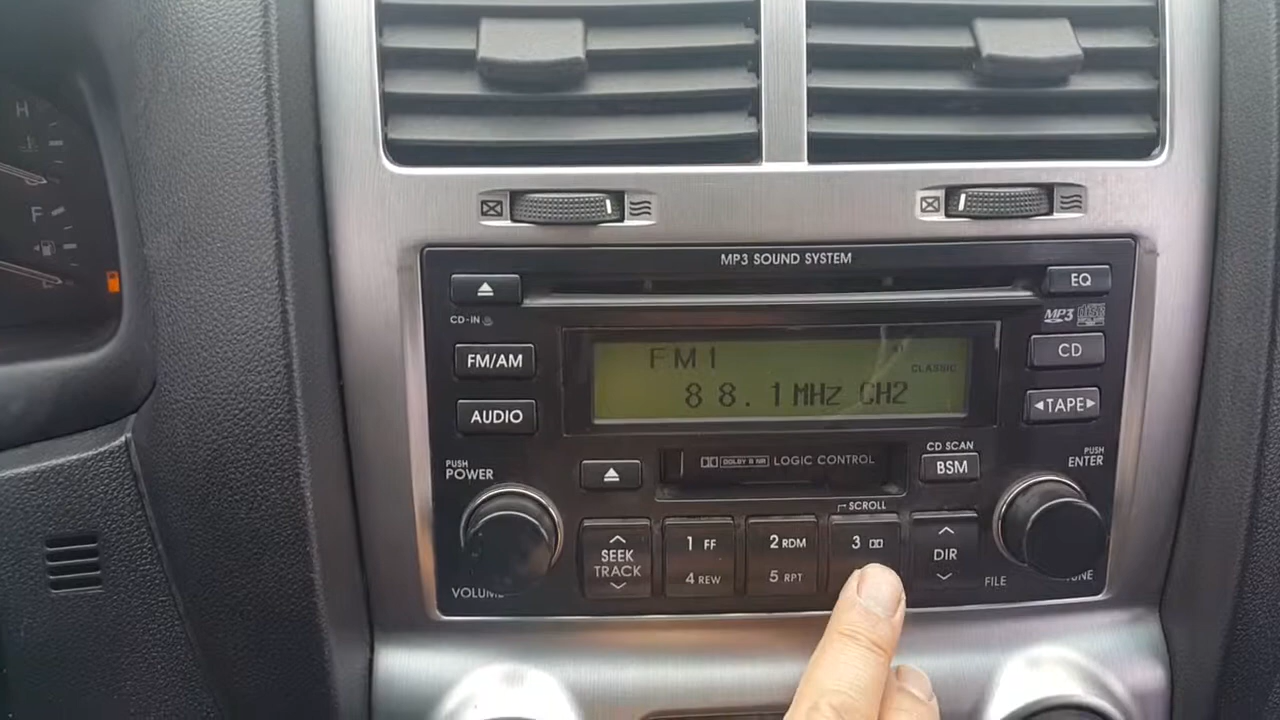 H
F
MP3 SOUND SYSTEM
EQ
CD-IN
MP3
FM/AM
FM1
CLASSIC
CD
88.1MHz CH2
AUDIO
◀TAPE▶
CD SCAN
PUSH
POWER
DOLBY B NR LOGIC CONTROL
BSM
PUSH
ENTER
SCROLL
SEEK
TRACK
1 FF
2 RDM
3
DIR
4 REW
5 RPT
VOLUME
FILE